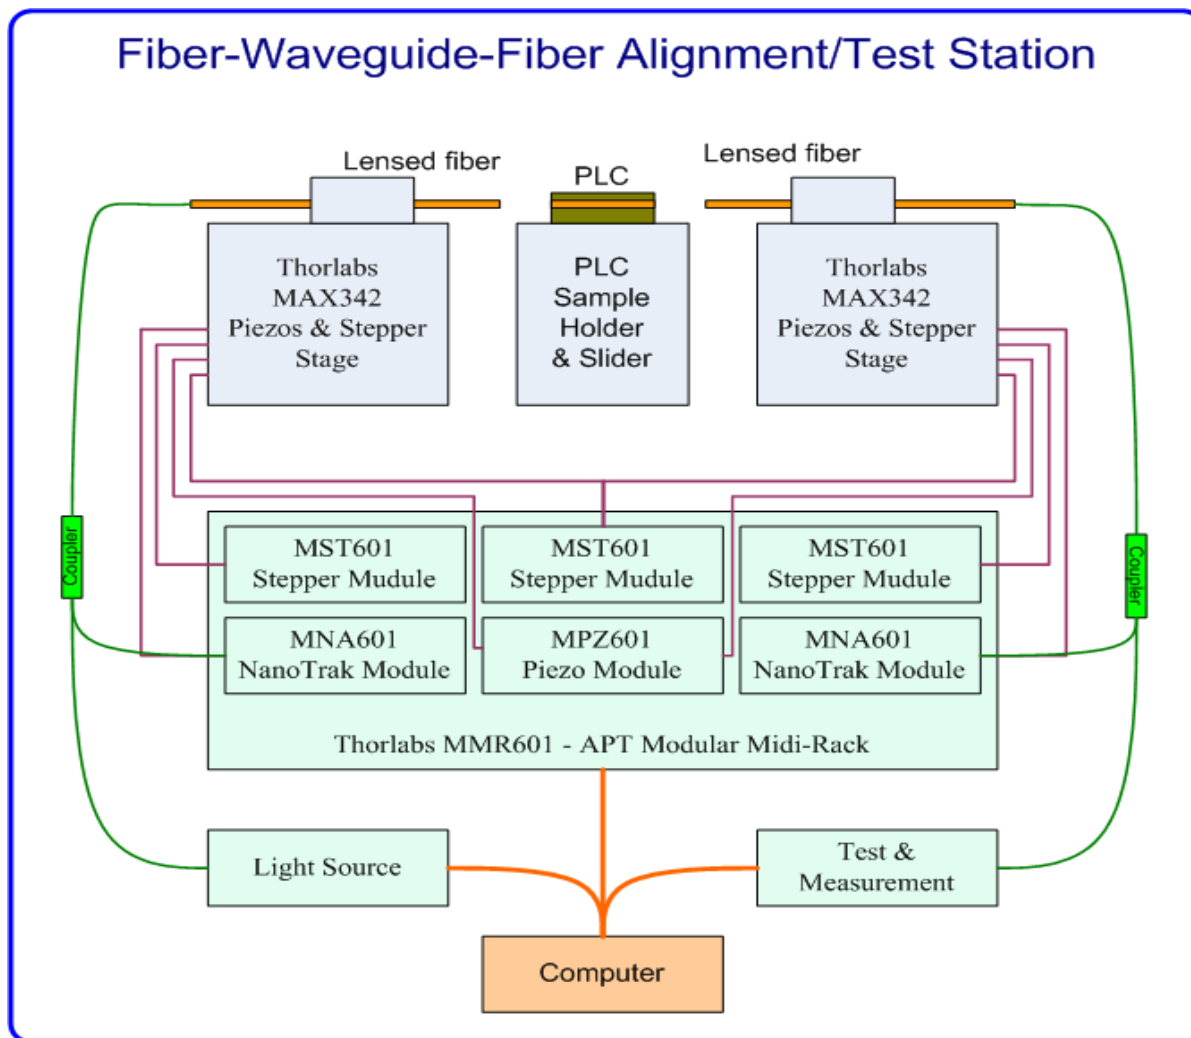 Fiber-Waveguide-Fiber Alignment/Test Station
Lensed fiber
PLC
Lensed fiber
Thorlabs
MAX342
Piezos & Stepper
Stage
PLC
Sample
Holder
& Slider
Thorlabs
MAX342
Piezos & Stepper
Stage
Coupler
Coupler
MST601
Stepper Mudule
MST601
Stepper Mudule
MST601
Stepper Mudule
MNA601
NanoTrak Module
MPZ601
Piezo Module
MNA601
NanoTrak Module
Thorlabs MMR601 - APT Modular Midi-Rack
Light Source
Test &
Measurement
Computer